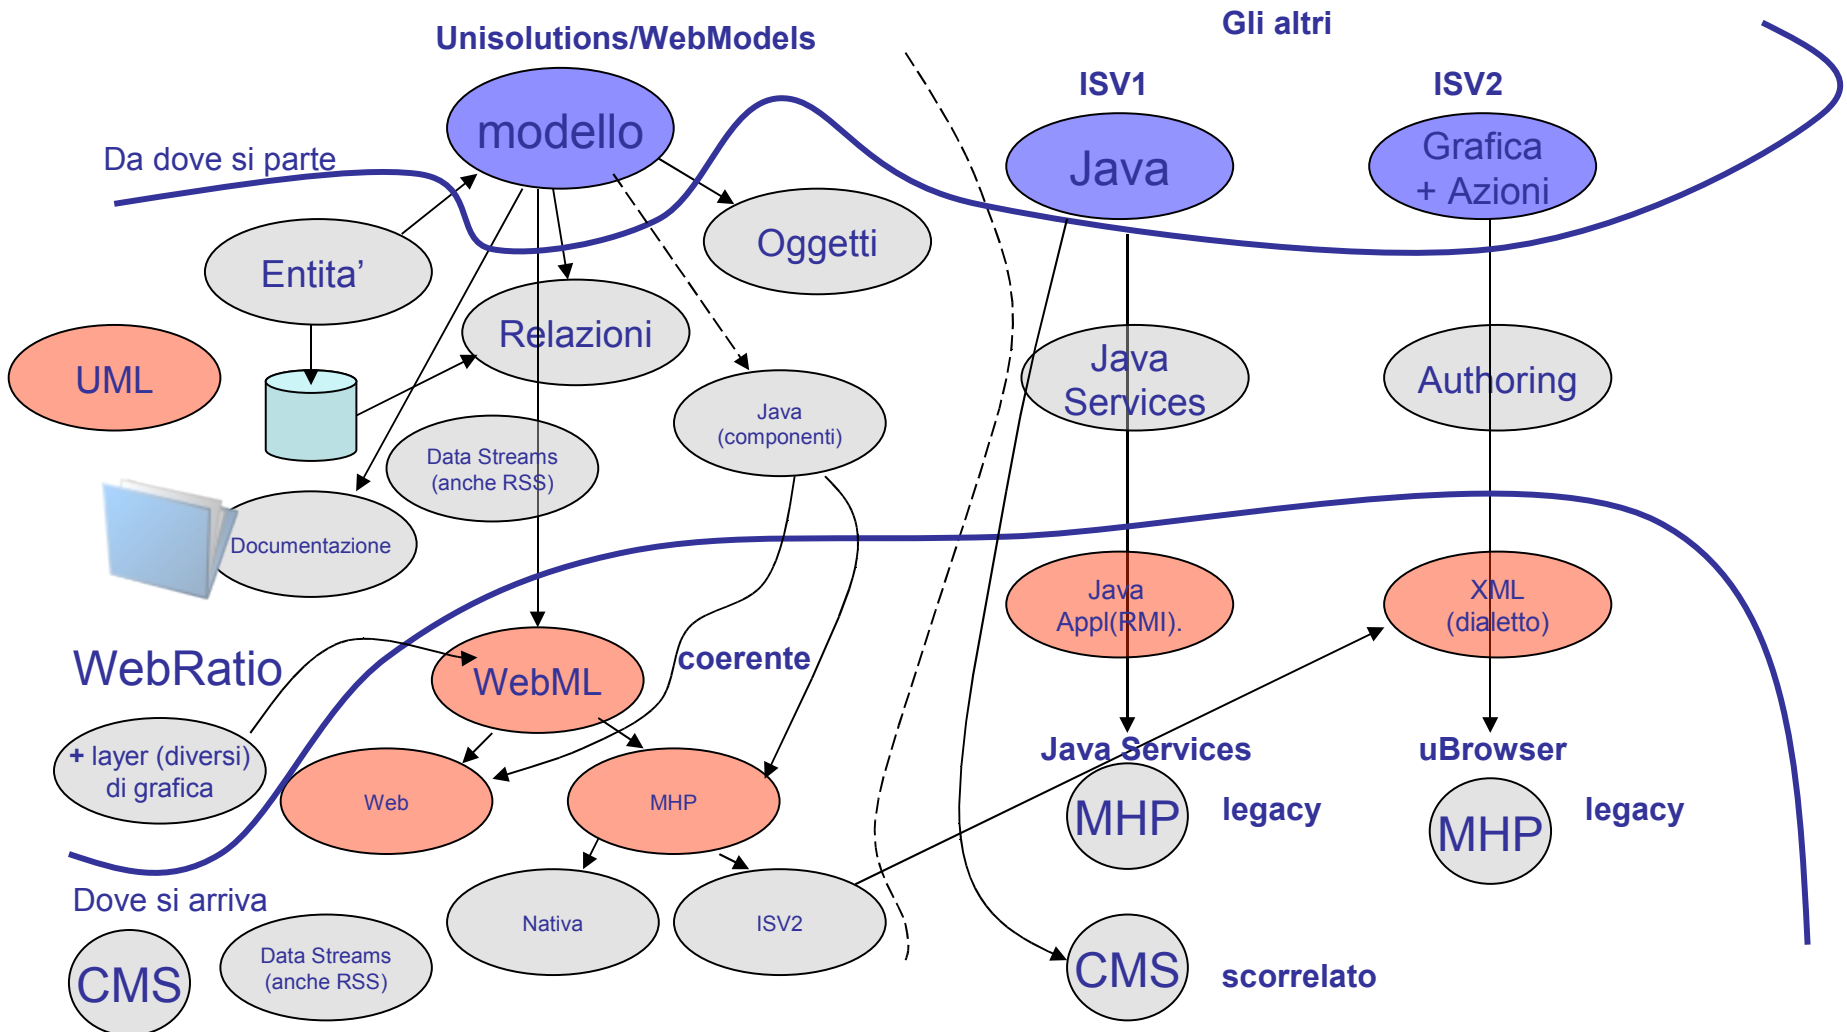 Gli altri
Unisolutions/WebModels
ISV1
ISV2
modello
Da dove si parte
Java
Grafica
+ Azioni
Oggetti
Entita’
Relazioni
UML
Java
Services
Authoring
Java
(componenti)
Data Streams
(anche RSS)
Documentazione
Java
Appl(RMI).
XML
(dialetto)
WebRatio
WebML
coerente
+ layer (diversi)
di grafica
Web
MHP
Java Services
MHP
legacy
uBrowser
MHP
legacy
Dove si arriva
Nativa
ISV2
CMS
Data Streams
(anche RSS)
CMS
scorrelato